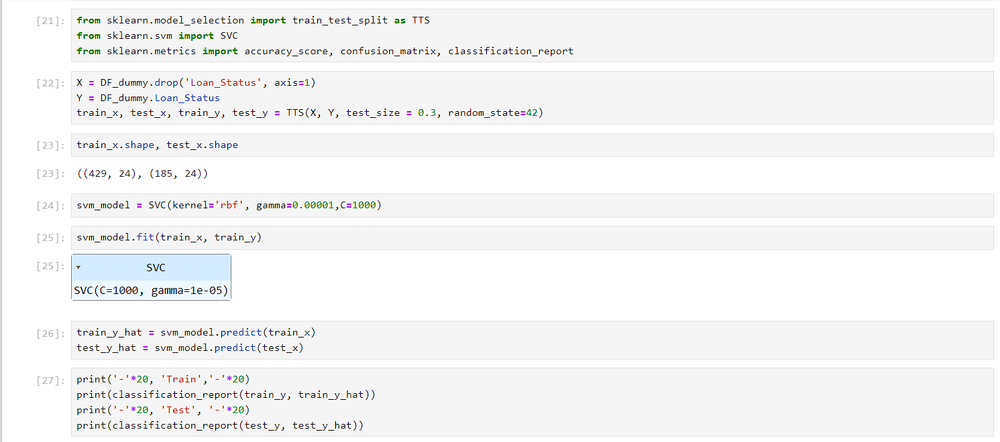 [21]: from sklearn.model_selection import train_test_split as TTS
from sklearn.svm import SVC
from sklearn.metrics import accuracy_score, confusion_matrix, classification_report
[22]: X = DF_dummy.drop('Loan_Status', axis=1)
Y = DF_dummy.Loan_Status
train_x, test_x, train_y, test_y = TTS(X, Y, test_size = 0.3, random_state=42)
[23]: train_x.shape, test_x.shape
[23]: ((429, 24), (185, 24))
[24]: svm_model = SVC(kernel='rbf', gamma=0.00001,C=1000)
[25]: svm_model.fit(train_x, train_y)
[25]: SVC
SVC(C=1000, gamma=1e-05)
[26]: train_y_hat = svm_model.predict(train_x)
test_y_hat = svm_model.predict(test_x)
[27]: print('-'*20, 'Train','-'*20)
print(classification_report(train_y, train_y_hat))
print('-'*20, 'Test', '-'*20)
print(classification_report(test_y, test_y_hat))